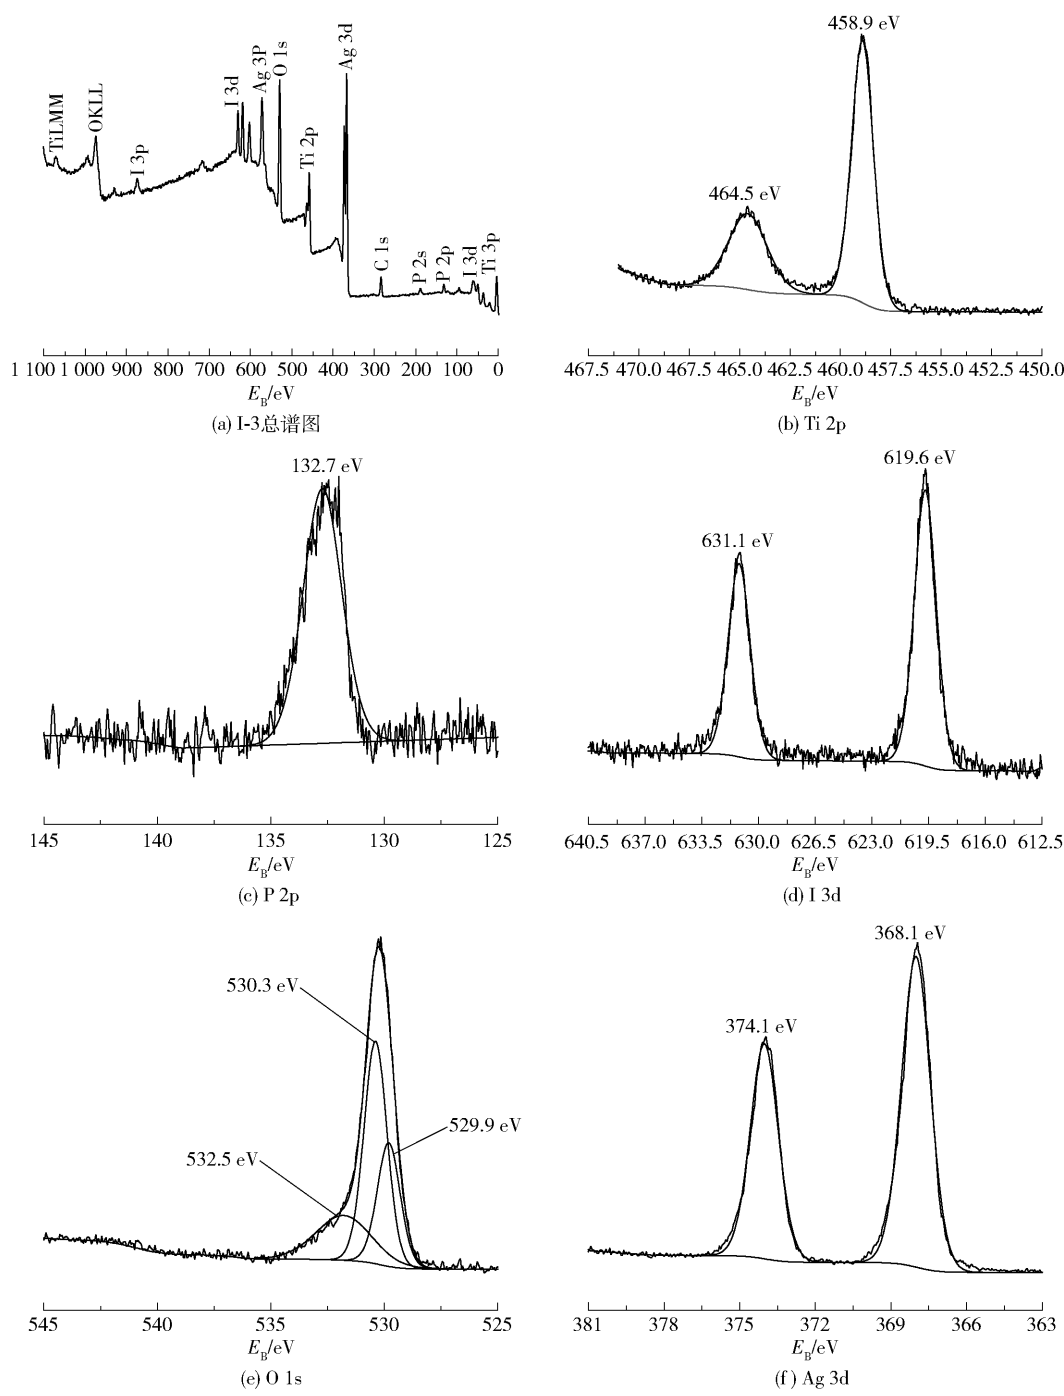 TiLMM
OKLL
I 3p
I 3d
Ag 3P
O 1s
Ti 2p
Ag 3d
C 1s
P 2s
P 2p
I 3d
Ti 3p
1 100 1 000 900 800 700 600 500 400 300 200 100 0
E_B/eV
(a) I-3总谱图
458.9 eV
464.5 eV
467.5 470.0 467.5 465.0 462.5 460.0 457.5 455.0 452.5 450.0
E_B/eV
(b) Ti 2p
132.7 eV
145 140 135 130 125
E_B/eV
(c) P 2p
619.6 eV
631.1 eV
640.5 637.0 633.5 630.0 626.5 623.0 619.5 616.0 612.5
E_B/eV
(d) I 3d
530.3 eV
529.9 eV
532.5 eV
545 540 535 530 525
E_B/eV
(e) O 1s
368.1 eV
374.1 eV
381 378 375 372 369 366 363
E_B/eV
(f) Ag 3d